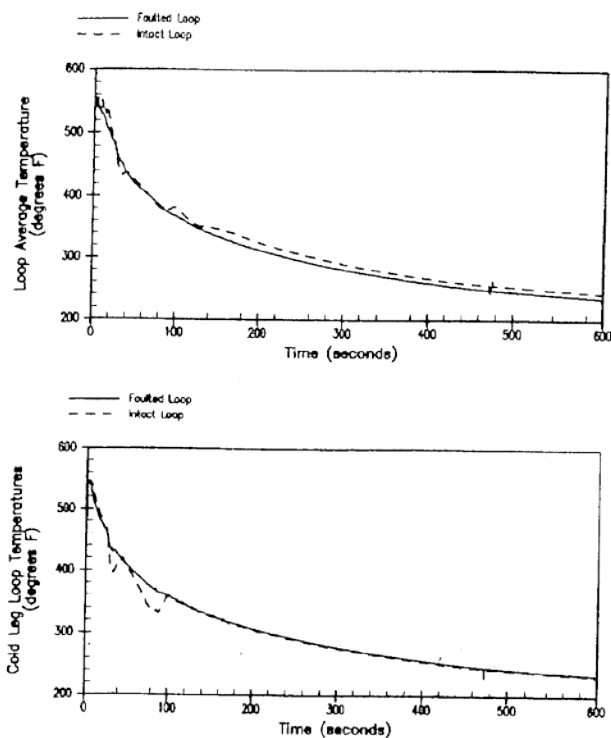 Faulted Loop
Intact Loop
600
500
400
300
200
0
100
200
300
400
500
600
Loop Average Temperature
(degrees F)
Time (seconds)
Faulted Loop
Intact Loop
600
500
400
300
200
0
100
200
300
400
500
600
Cold Leg Loop Temperatures
(degrees F)
Time (seconds)